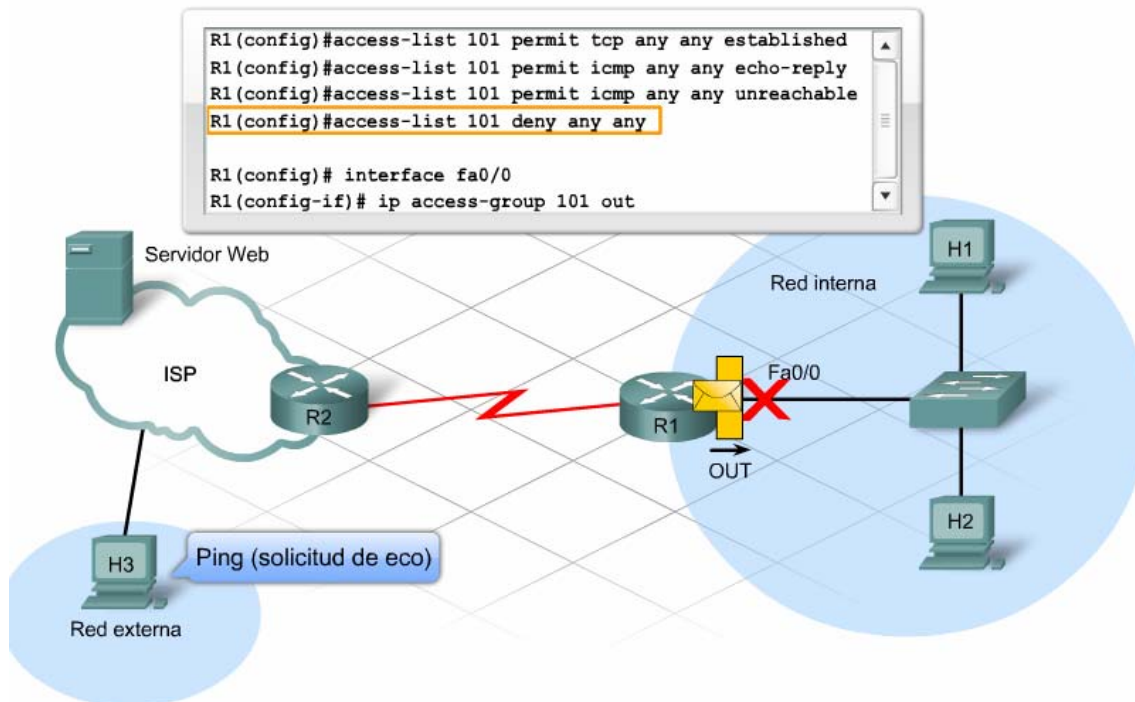 R1(config)#access-list 101 permit tcp any any established
R1(config)#access-list 101 permit icmp any any echo-reply
R1(config)#access-list 101 permit icmp any any unreachable
R1(config)#access-list 101 deny any any
R1(config)# interface fa0/0
R1(config-if)# ip access-group 101 out
Servidor Web
H1
Red interna
ISP
Fa0/0
R2
R1
OUT
H2
Ping (solicitud de eco)
H3
Red externa